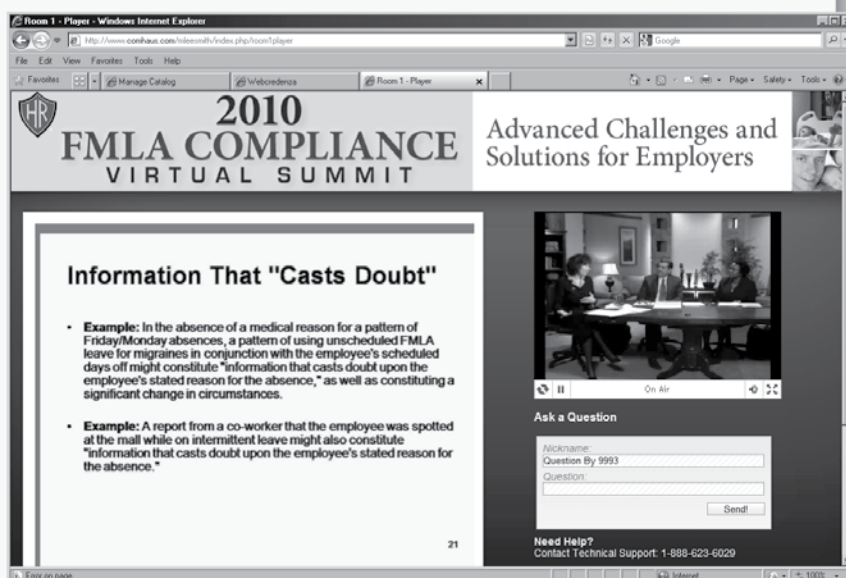 Room 1 - Player - Windows Internet Explorer
http://www.comhaus.com/mleesmith/index.php/room1player
Google
File Edit View Favorites Tools Help
Favorites Manage Catalog Webcredenza Room 1 - Player Page Safety Tools
HR
2010
FMLA COMPLIANCE
VIRTUAL SUMMIT
Advanced Challenges and
Solutions for Employers
Information That "Casts Doubt"
• Example: In the absence of a medical reason for a pattern of
Friday/Monday absences, a pattern of using unscheduled FMLA
leave for migraines in conjunction with the employee's scheduled
days off might constitute "information that casts doubt upon the
employee's stated reason for the absence," as well as constituting a
significant change in circumstances.
• Example: A report from a co-worker that the employee was spotted
at the mall while on intermittent leave might also constitute
"information that casts doubt upon the employee's stated reason for
the absence."
21
On Air
Ask a Question
Nickname:
Question By 9993
Question:
Send!
Need Help?
Contact Technical Support: 1-888-623-6029
Error on page.
Internet
100%